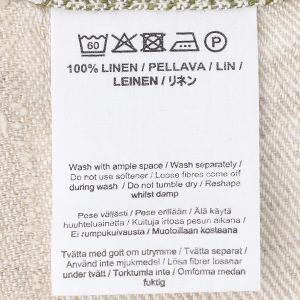 60 P
100% LINEN / PELLAVA / LIN /
LEINEN / リネン
Wash with ample space / Wash separately /
Do not use softener / Loose fibres come off
during wash / Do not tumble dry / Reshape
whilst damp
Pese väljästi / Pese erillään / Älä käytä
huuhteluainetta / Kuituja irtoaa pesun aikana
/ Ei rumpukuivausta / Muotoillaan kosteana
Tvätta med gott om utrymme / Tvätta separat /
Använd inte mjukmedel / Lösa fibrer lossnar
under tvätt / Torktumla inte / Omforma medan
fuktig